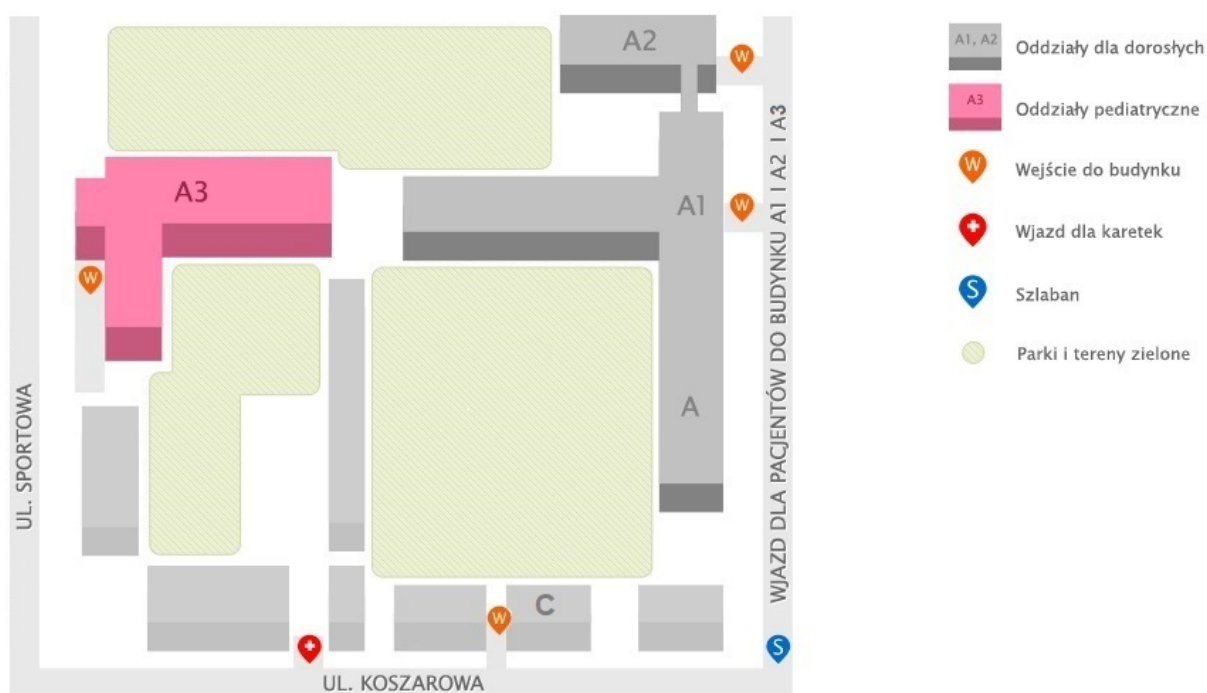 A2
W
A3
A1
W
W
A
C
W
S
UL. SPORTOWA
WJAZD DLA PACJENTÓW DO BUDYNKU A1 I A2 I A3
UL. KOSZAROWA
A1, A2 Oddziały dla dorosłych
A3 Oddziały pediatryczne
W Wejście do budynku
Wjazd dla karetek
S Szlaban
Parki i tereny zielone